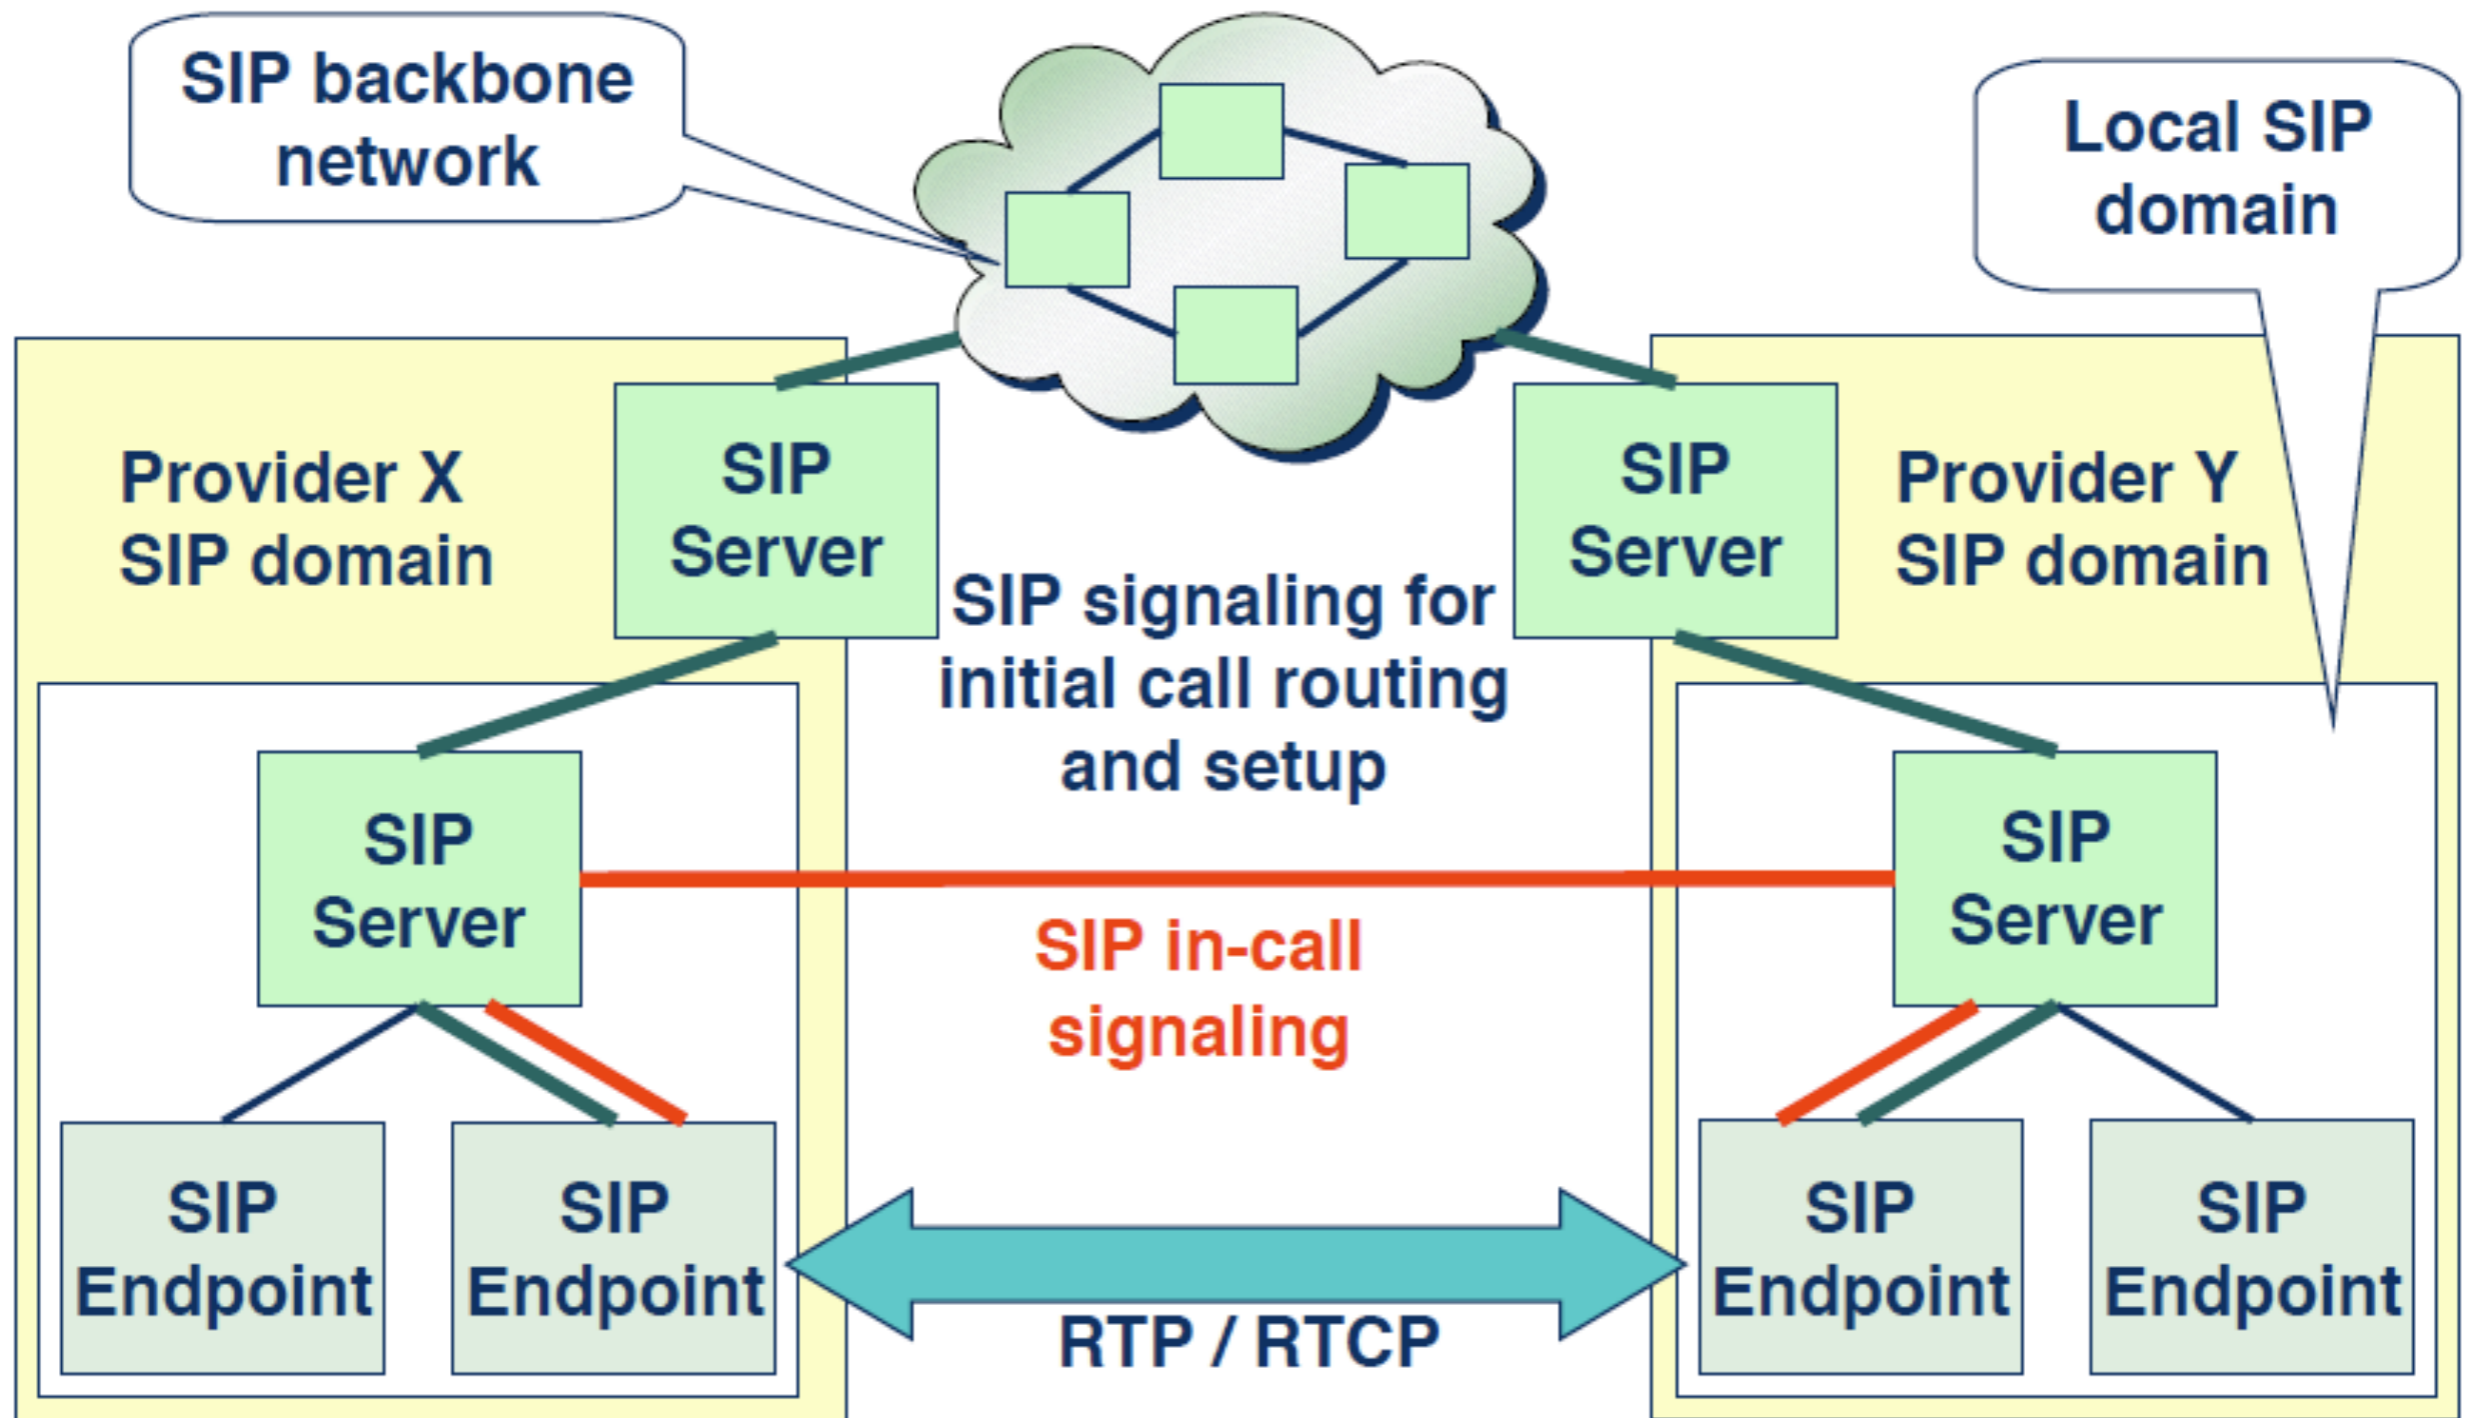 SIP backbone
network
Local SIP
domain
Provider X
SIP domain
SIP
Server
SIP
Server
Provider Y
SIP domain
SIP signaling for
initial call routing
and setup
SIP
Server
SIP
Server
SIP in-call
signaling
SIP
Endpoint
SIP
Endpoint
SIP
Endpoint
SIP
Endpoint
RTP / RTCP